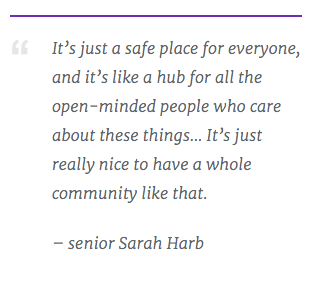 “
It’s just a safe place for everyone,
and it’s like a hub for all the
open-minded people who care
about these things... It’s just
really nice to have a whole
community like that.
– senior Sarah Harb